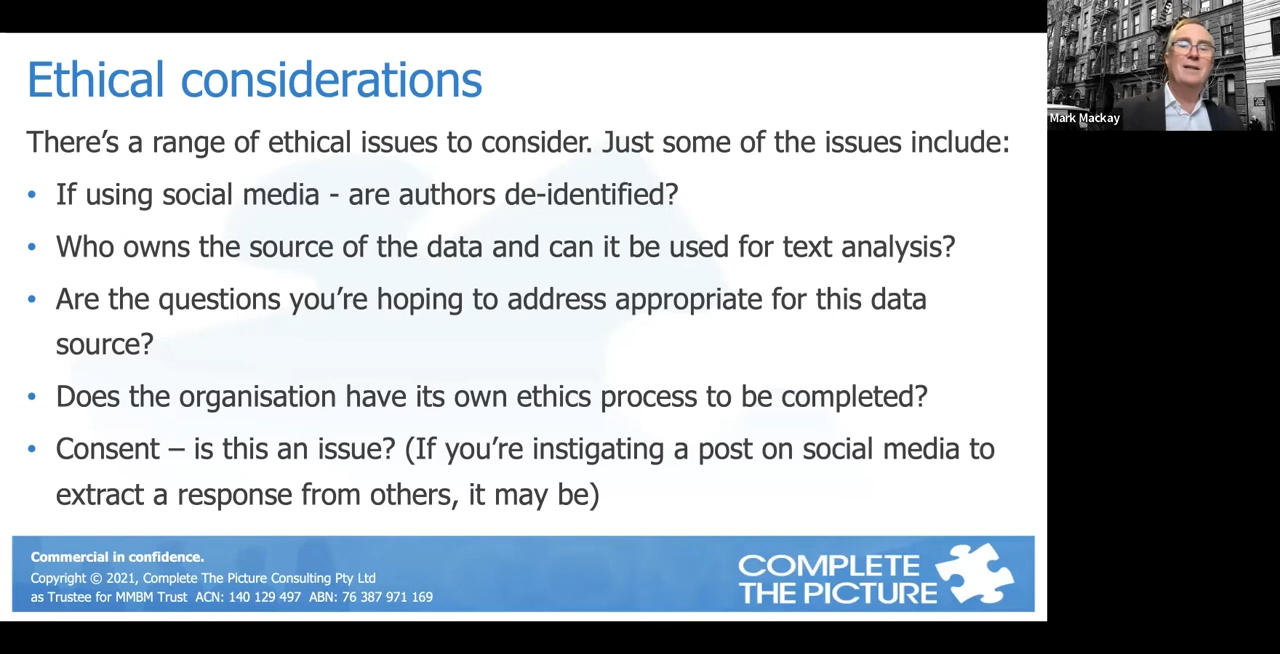 Ethical considerations
There's a range of ethical issues to consider. Just some of the issues include:
• If using social media - are authors de-identified?
• Who owns the source of the data and can it be used for text analysis?
• Are the questions you're hoping to address appropriate for this data
source?
• Does the organisation have its own ethics process to be completed?
• Consent – is this an issue? (If you're instigating a post on social media to
extract a response from others, it may be)
Commercial in confidence.
Copyright © 2021, Complete The Picture Consulting Pty Ltd
as Trustee for MMBM Trust ACN: 140 129 497 ABN: 76 387 971 169
COMPLETE
THE PICTURE
Mark Mackay